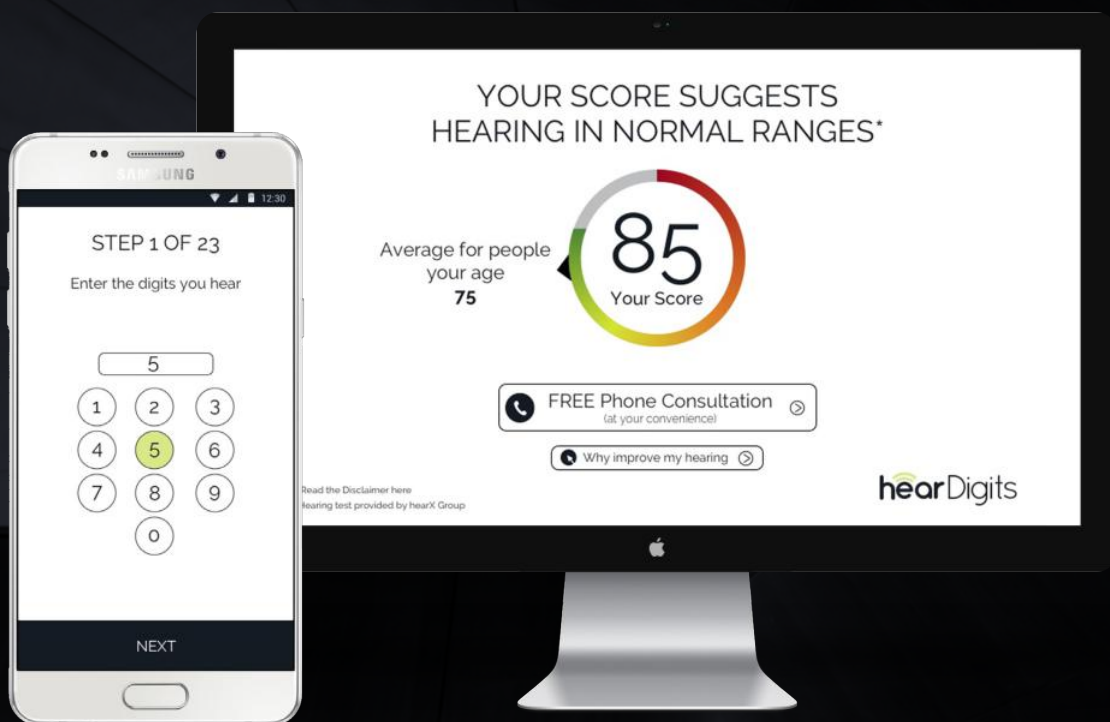 SAMSUNG
12:30
STEP 1 OF 23
Enter the digits you hear
5
1 2 3
4 5 6
7 8 9
0
NEXT
YOUR SCORE SUGGESTS
HEARING IN NORMAL RANGES*
Average for people
your age
75
85
Your Score
FREE Phone Consultation
(at your convenience)
Why improve my hearing
Read the Disclaimer here
Hearing test provided by hearX Group
hearDigits